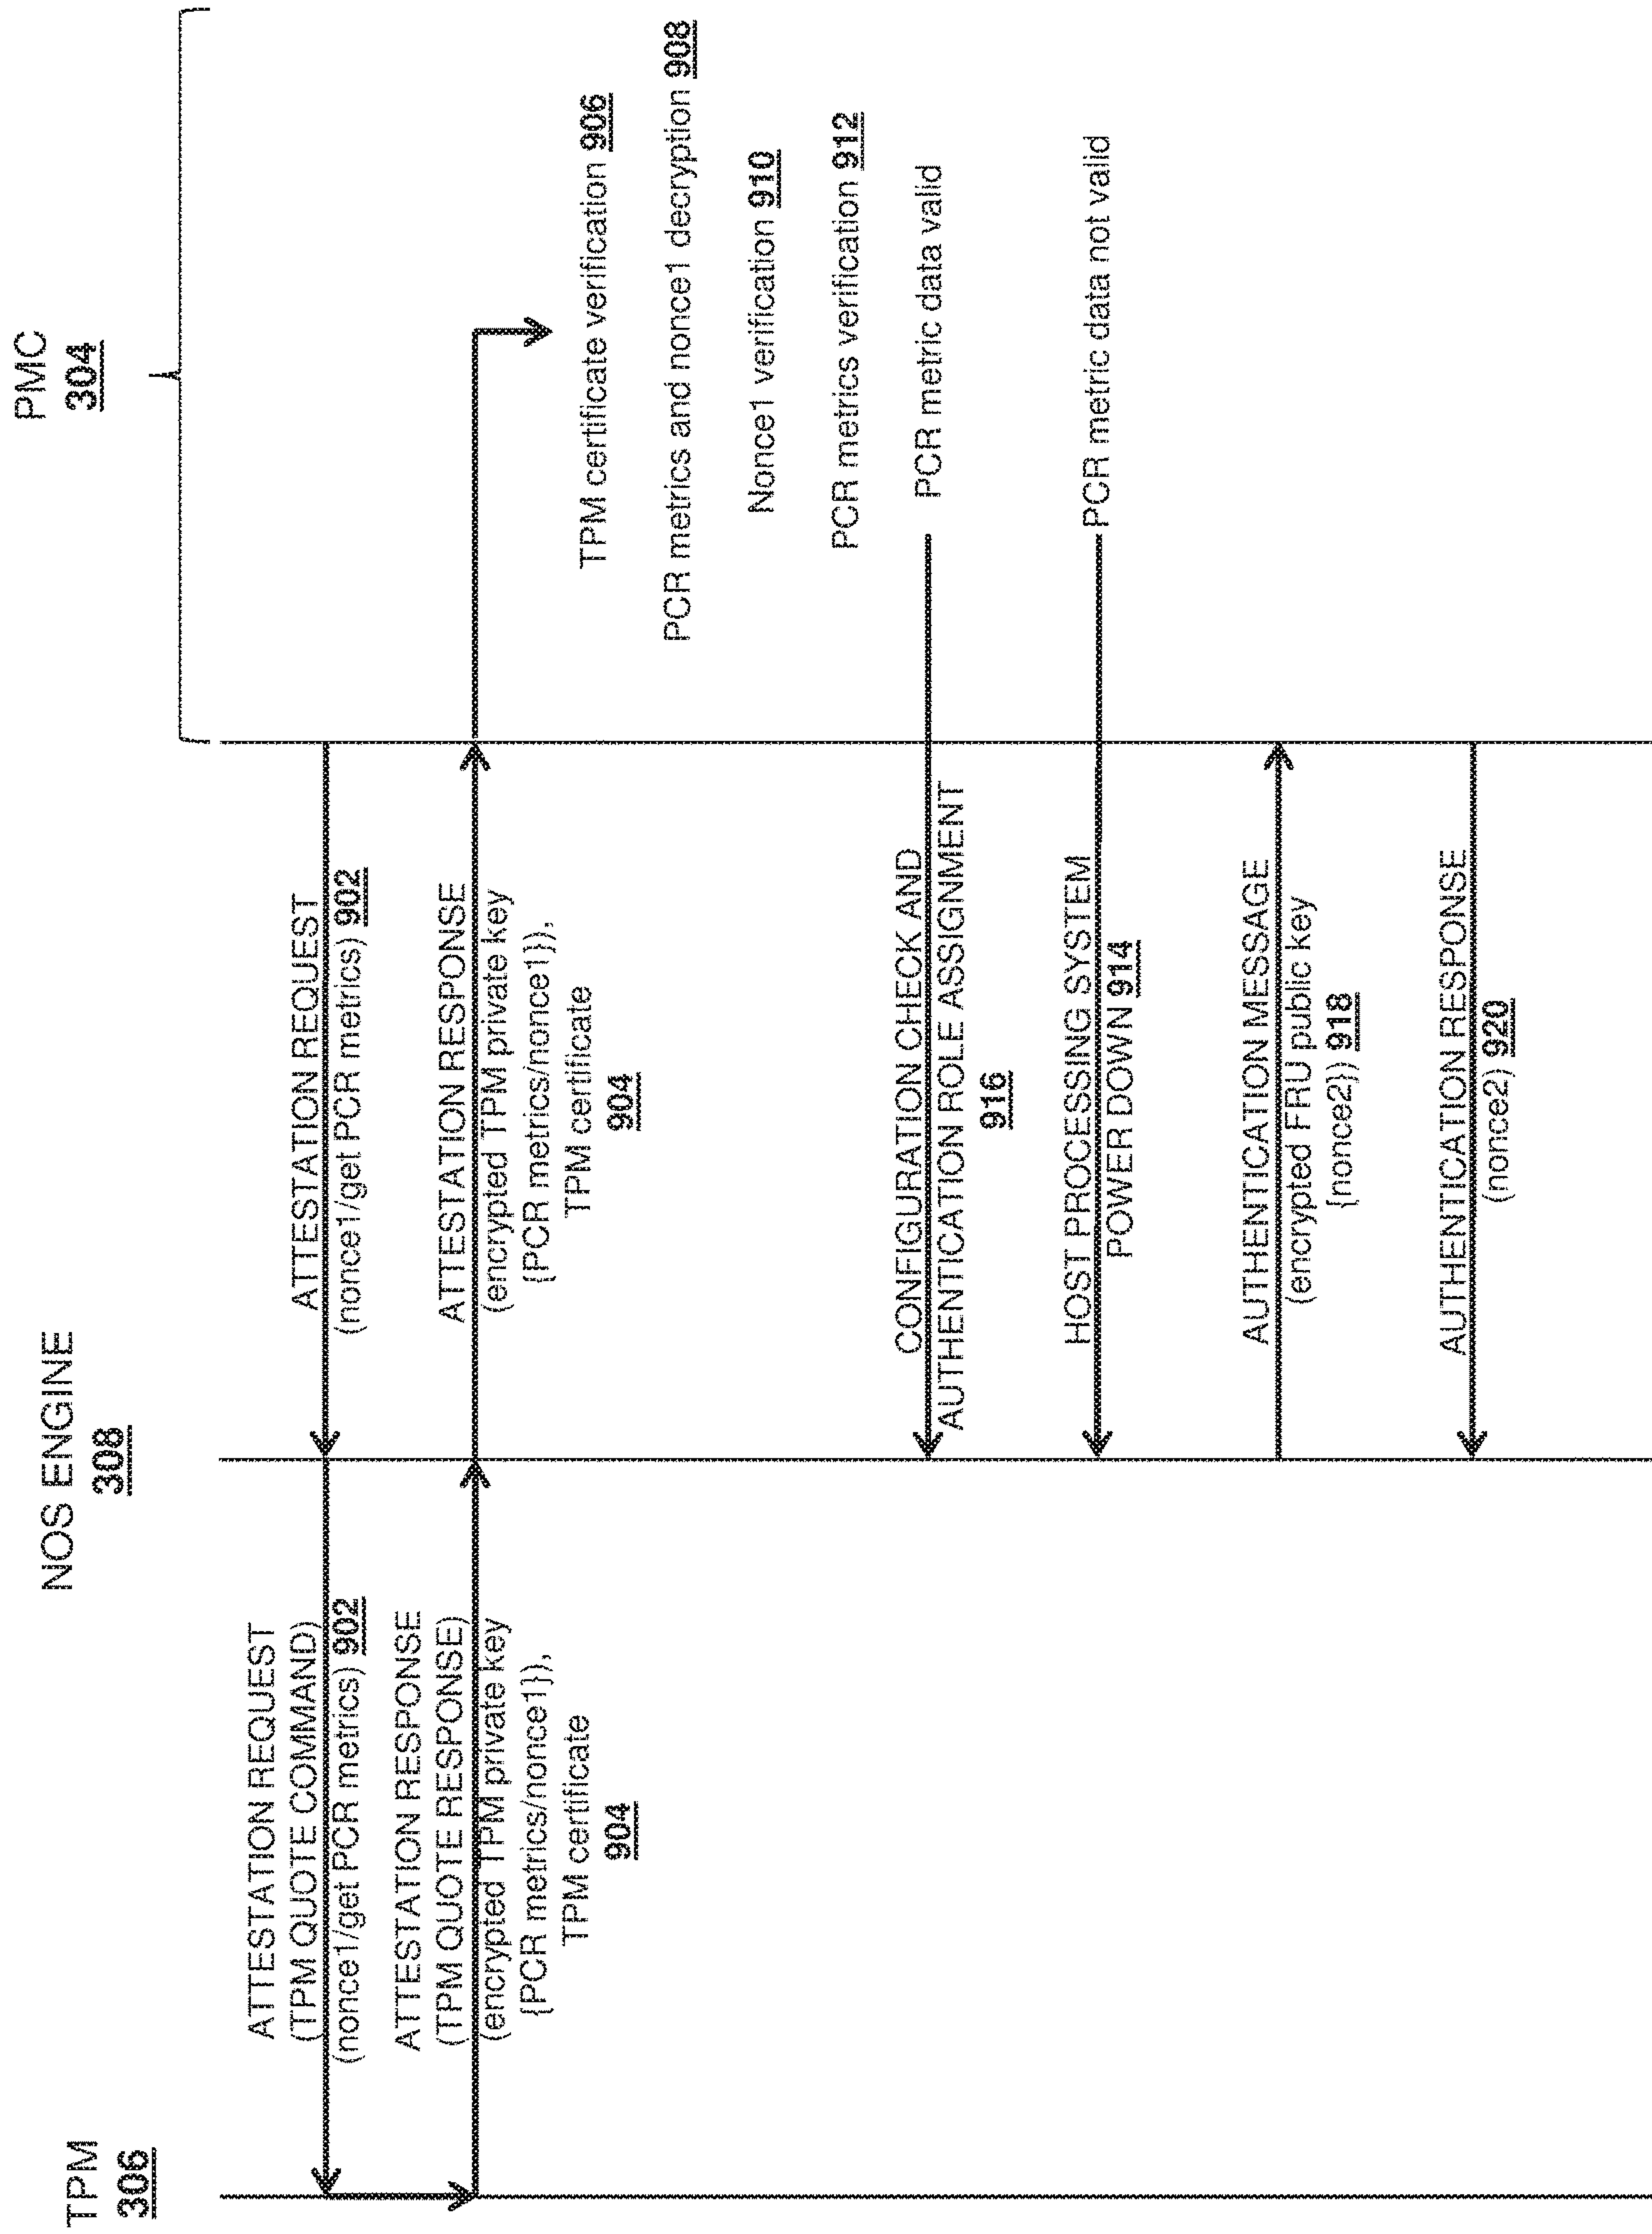 TPM
306
NOS ENGINE
308
PMC
304
ATTESTATION REQUEST
(TPM QUOTE COMMAND)
(nonce1/get PCR metrics) 902
ATTESTATION REQUEST
(nonce1/get PCR metrics) 902
ATTESTATION RESPONSE
(TPM QUOTE RESPONSE)
(encrypted TPM private key
{PCR metrics/nonce1}),
TPM certificate
904
ATTESTATION RESPONSE
(encrypted TPM private key
{PCR metrics/nonce1}),
TPM certificate
904
TPM certificate verification 906
PCR metrics and nonce1 decryption 908
Nonce1 verification 910
PCR metrics verification 912
PCR metric data valid
CONFIGURATION CHECK AND
AUTHENTICATION ROLE ASSIGNMENT
916
PCR metric data not valid
HOST PROCESSING SYSTEM
POWER DOWN 914
AUTHENTICATION MESSAGE
(encrypted FRU public key
{nonce2}) 918
AUTHENTICATION RESPONSE
(nonce2) 920